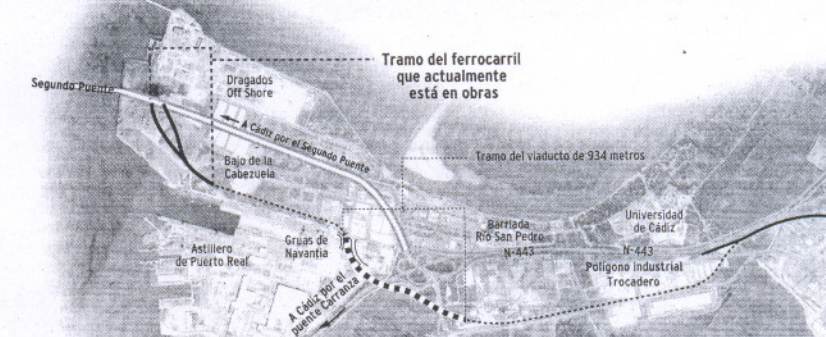 Tramo del ferrocarril
que actualmente
está en obras
Segundo Puente
Dragados
Off Shore
A Cádiz por el Segundo Puente
Tramo del viaducto de 934 metros
Bajo de la
Cabezuela
Universidad
de Cádiz
Barriada
Río San Pedro
Gruas de
Navantia
Astillero
de Puerto Real
N-443
N-443
Polígono industrial
Trocadero
A Cádiz por el
puente Carranza